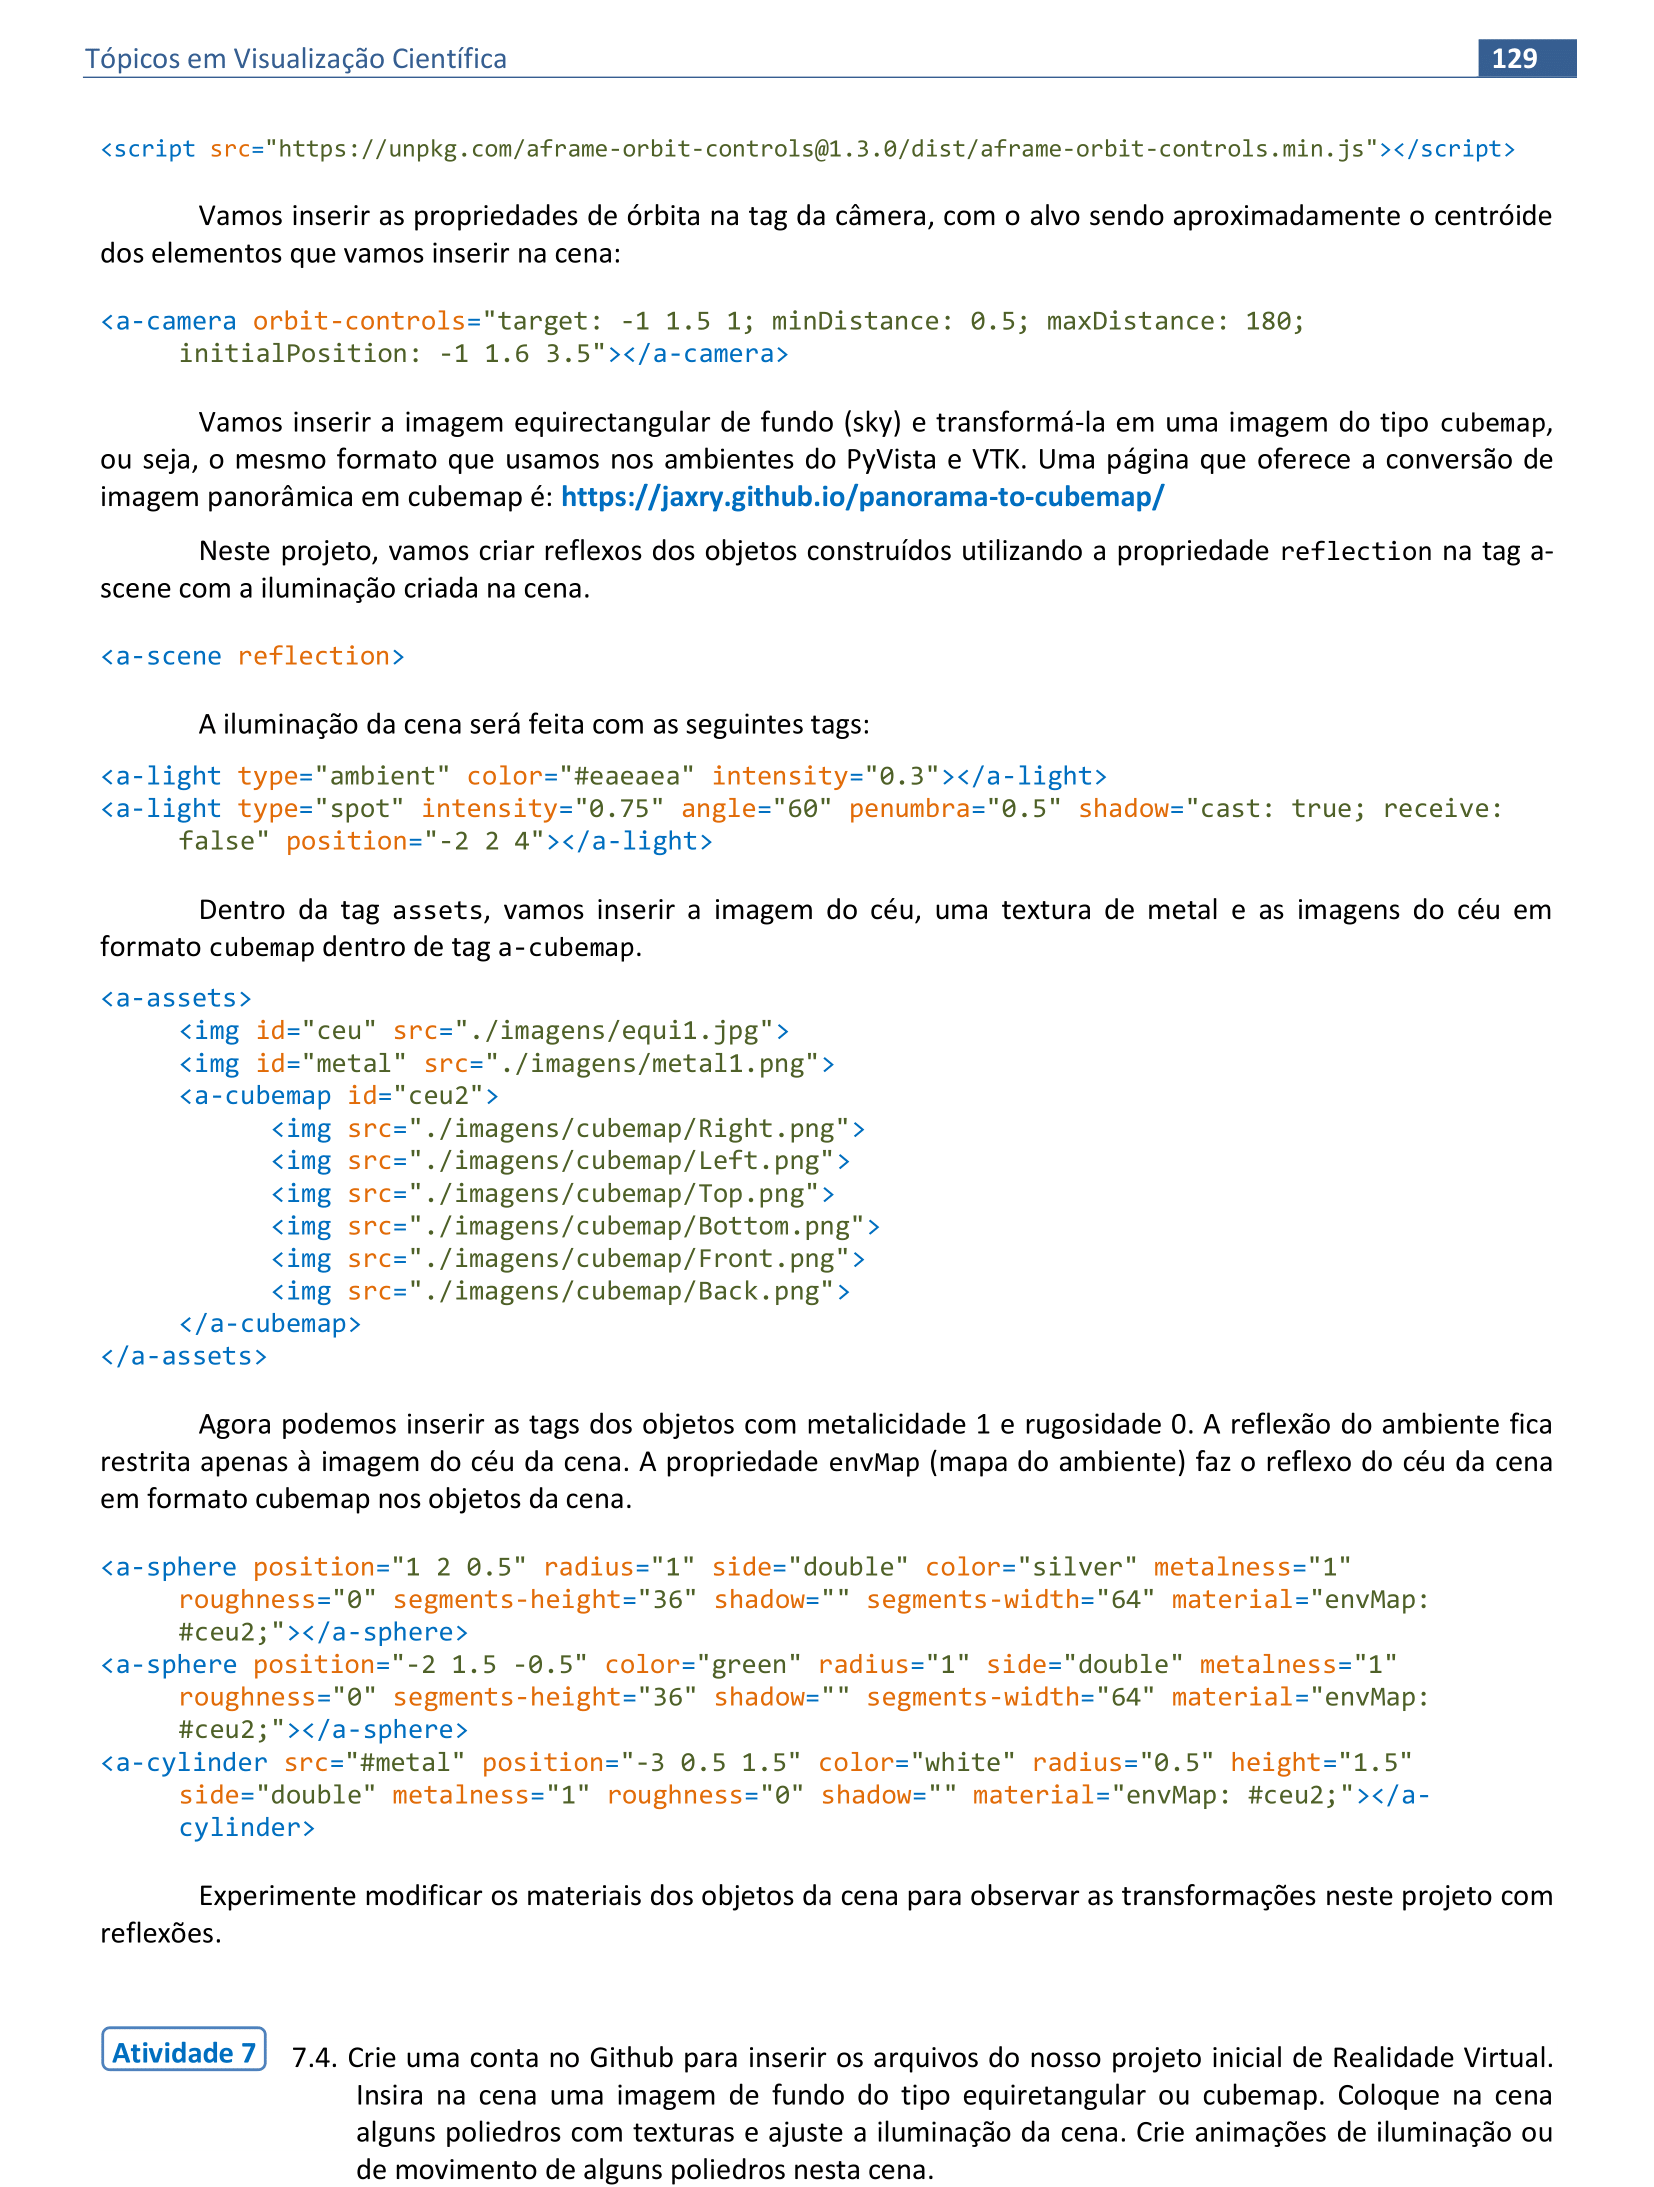 Tópicos em Visualização Científica 129
<script src="https://unpkg.com/aframe-orbit-controls@1.3.0/dist/aframe-orbit-controls.min.js"></script>
Vamos inserir as propriedades de órbita na tag da câmera, com o alvo sendo aproximadamente o centróide
dos elementos que vamos inserir na cena:
<a-camera orbit-controls="target: -1 1.5 1; minDistance: 0.5; maxDistance: 180;
initialPosition: -1 1.6 3.5"></a-camera>
Vamos inserir a imagem equirectangular de fundo (sky) e transformá-la em uma imagem do tipo cubemap,
ou seja, o mesmo formato que usamos nos ambientes do PyVista e VTK. Uma página que oferece a conversão de
imagem panorâmica em cubemap é: https://jaxry.github.io/panorama-to-cubemap/
Neste projeto, vamos criar reflexos dos objetos construídos utilizando a propriedade reflection na tag a-
scene com a iluminação criada na cena.
<a-scene reflection>
A iluminação da cena será feita com as seguintes tags:
<a-light type="ambient" color="#eaeaea" intensity="0.3"></a-light>
<a-light type="spot" intensity="0.75" angle="60" penumbra="0.5" shadow="cast: true; receive:
false" position="-2 2 4"></a-light>
Dentro da tag assets, vamos inserir a imagem do céu, uma textura de metal e as imagens do céu em
formato cubemap dentro de tag a-cubemap.
<a-assets>
<img id="ceu" src="./imagens/equi1.jpg">
<img id="metal" src="./imagens/metal1.png">
<a-cubemap id="ceu2">
<img src="./imagens/cubemap/Right.png">
<img src="./imagens/cubemap/Left.png">
<img src="./imagens/cubemap/Top.png">
<img src="./imagens/cubemap/Bottom.png">
<img src="./imagens/cubemap/Front.png">
<img src="./imagens/cubemap/Back.png">
</a-cubemap>
</a-assets>
Agora podemos inserir as tags dos objetos com metalicidade 1 e rugosidade 0. A reflexão do ambiente fica
restrita apenas à imagem do céu da cena. A propriedade envMap (mapa do ambiente) faz o reflexo do céu da cena
em formato cubemap nos objetos da cena.
<a-sphere position="1 2 0.5" radius="1" side="double" color="silver" metalness="1"
roughness="0" segments-height="36" shadow="" segments-width="64" material="envMap:
#ceu2;"></a-sphere>
<a-sphere position="-2 1.5 -0.5" color="green" radius="1" side="double" metalness="1"
roughness="0" segments-height="36" shadow="" segments-width="64" material="envMap:
#ceu2;"></a-sphere>
<a-cylinder src="#metal" position="-3 0.5 1.5" color="white" radius="0.5" height="1.5"
side="double" metalness="1" roughness="0" shadow="" material="envMap: #ceu2;"></a-
cylinder>
Experimente modificar os materiais dos objetos da cena para observar as transformações neste projeto com
reflexões.
Atividade 7 7.4. Crie uma conta no Github para inserir os arquivos do nosso projeto inicial de Realidade Virtual.
Insira na cena uma imagem de fundo do tipo equiretangular ou cubemap. Coloque na cena
alguns poliedros com texturas e ajuste a iluminação da cena. Crie animações de iluminação ou
de movimento de alguns poliedros nesta cena.